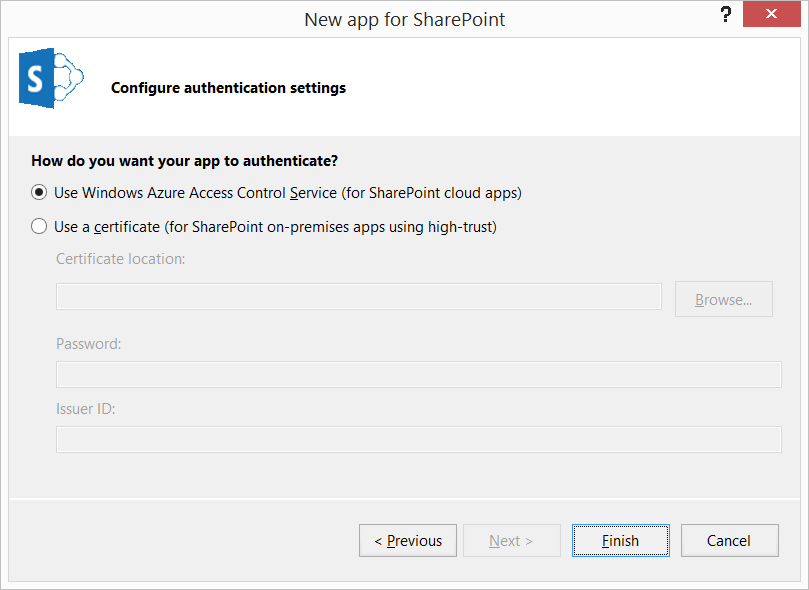 New app for SharePoint
?
S
Configure authentication settings
How do you want your app to authenticate?
Use Windows Azure Access Control Service (for SharePoint cloud apps)
Use a certificate (for SharePoint on-premises apps using high-trust)
Certificate location:
Browse...
Password:
Issuer ID:
< Previous Next > Finish Cancel